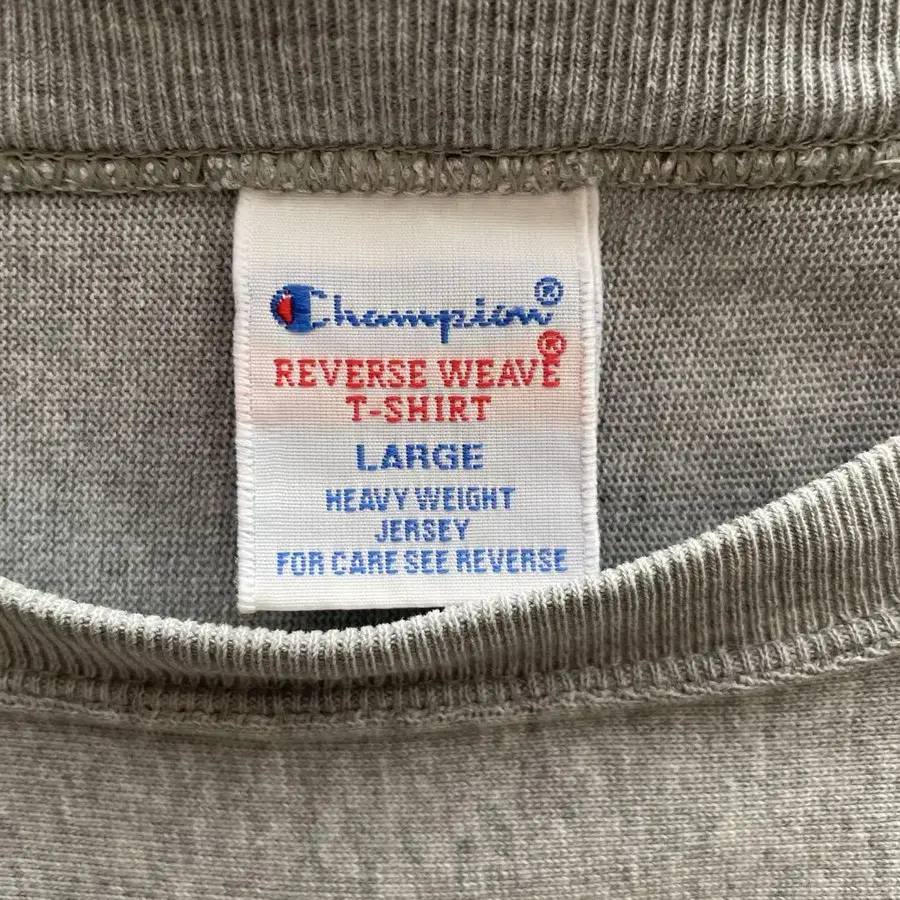 Champion®
REVERSE WEAVE®
T-SHIRT
LARGE
HEAVY WEIGHT
JERSEY
FOR CARE SEE REVERSE